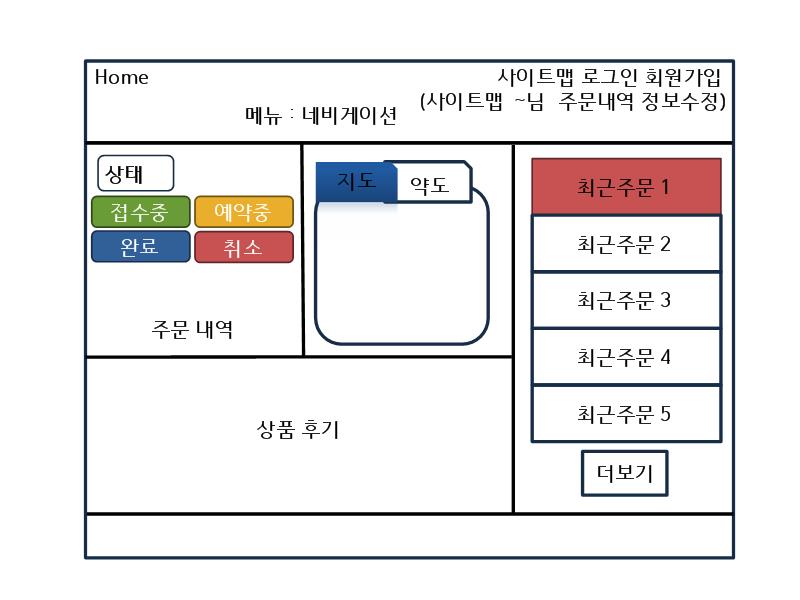 Home
사이트맵 로그인 회원가입
(사이트맵 ~님 주문내역 정보수정)
메뉴 : 네비게이션
상태
접수중
예약중
완료
취소
주문 내역
지도
약도
상품 후기
최근주문 1
최근주문 2
최근주문 3
최근주문 4
최근주문 5
더보기